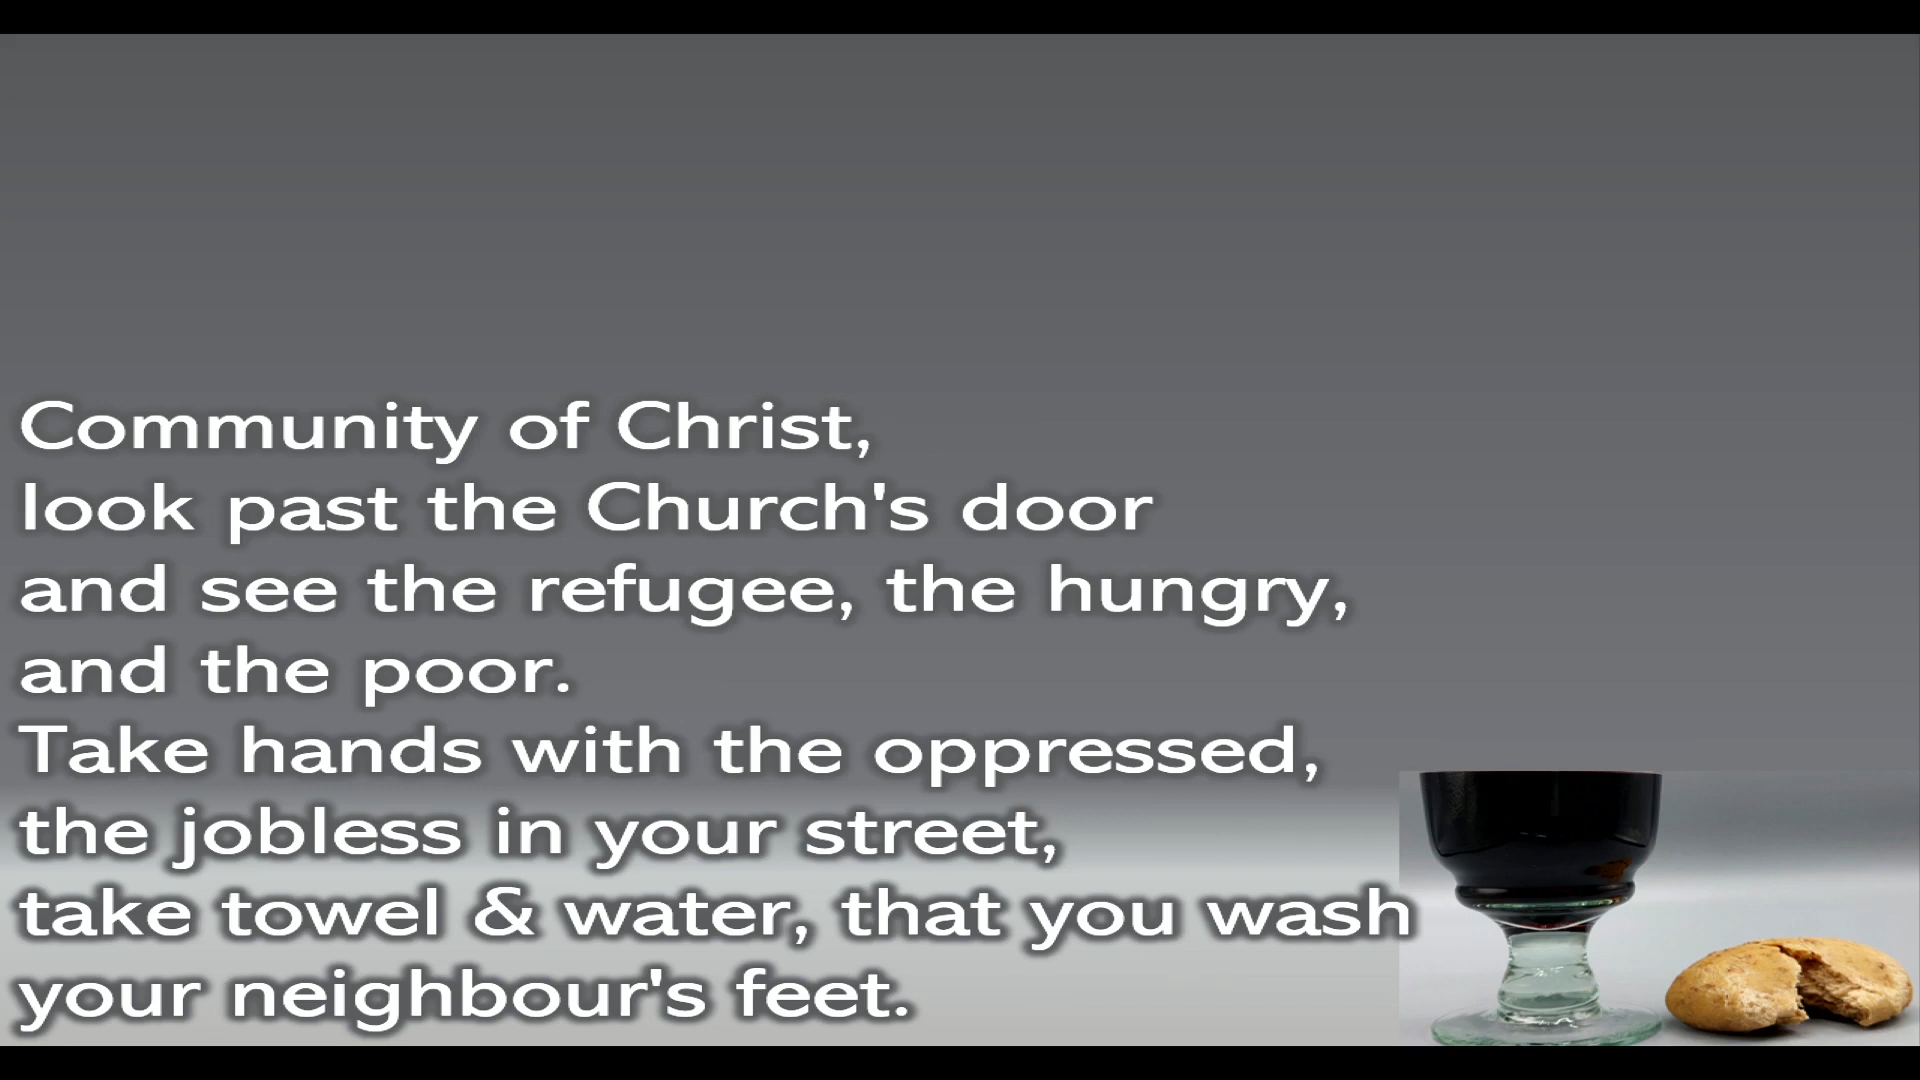 Community of Christ,
look past the Church's door
and see the refugee, the hungry,
and the poor.
Take hands with the oppressed,
the jobless in your street,
take towel & water, that you wash
your neighbour's feet.